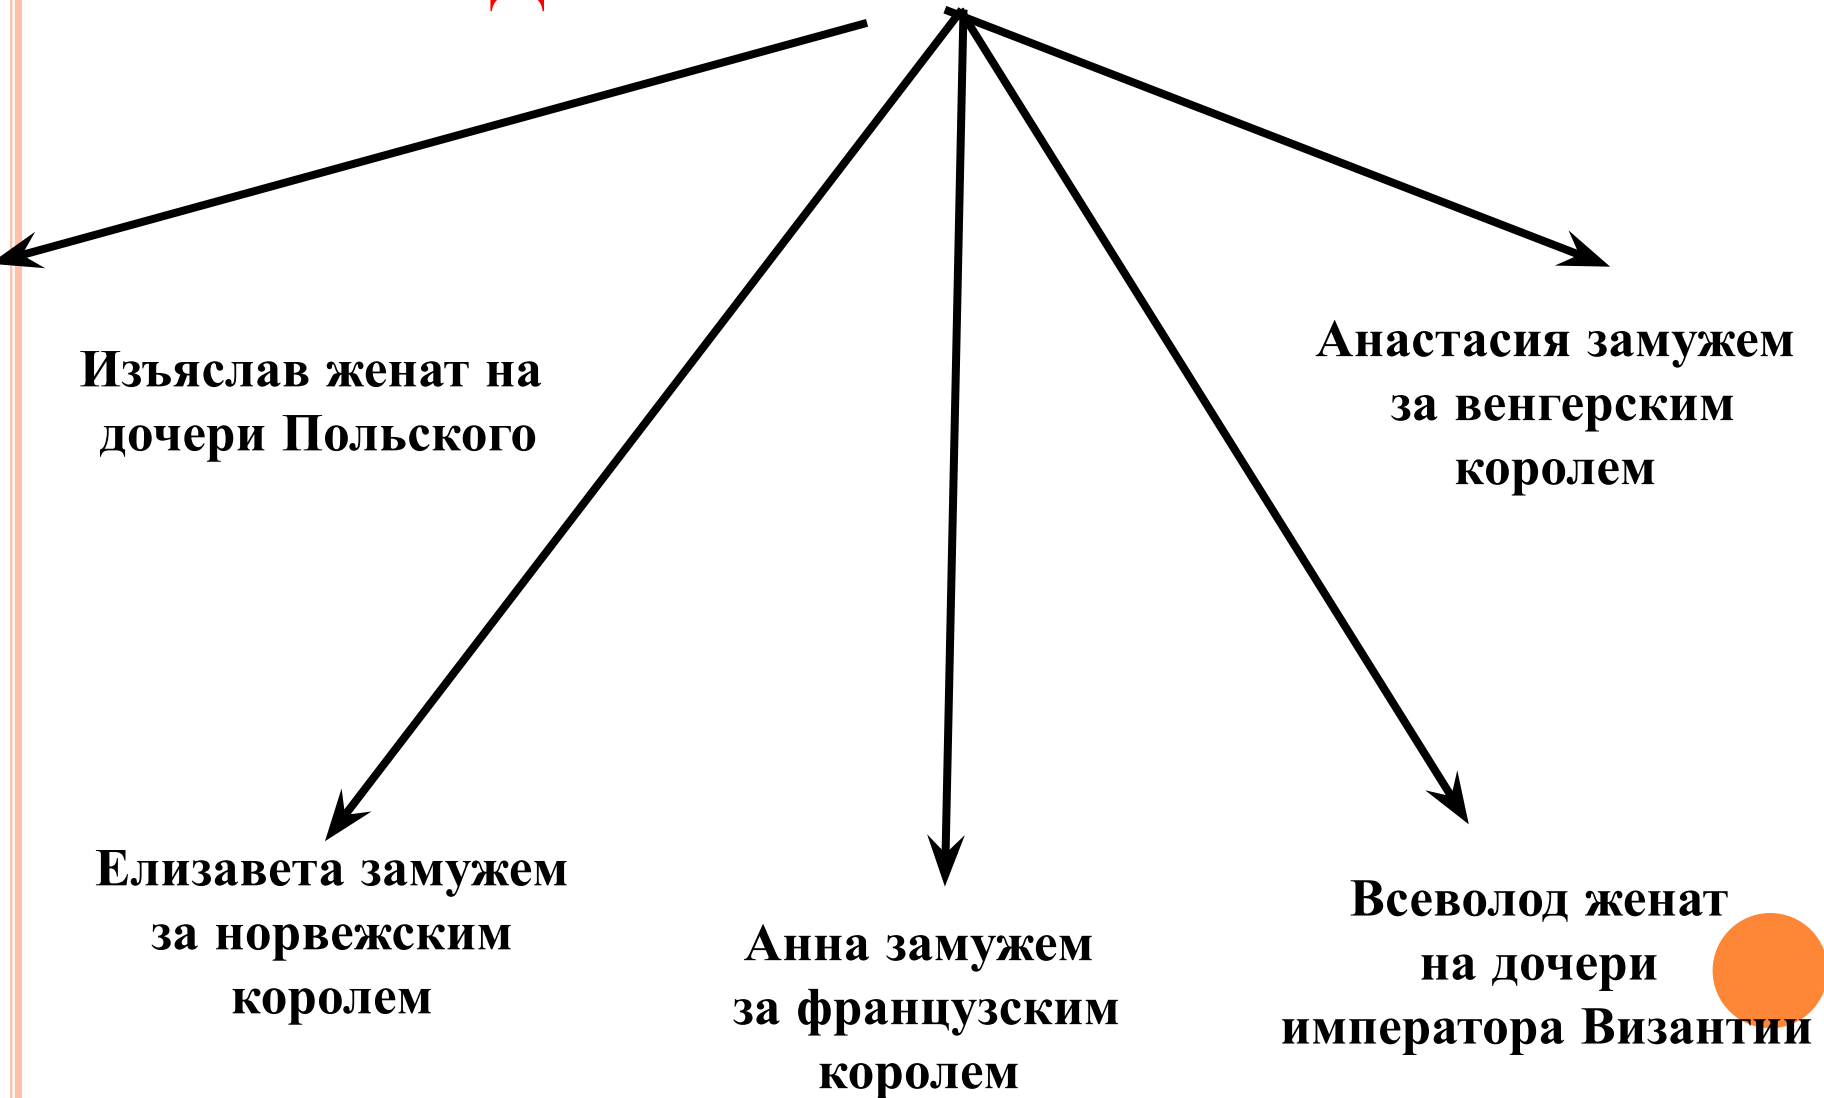 Изъяслав женат на
дочери Польского
Анастасия замужем
за венгерским
королем
Елизавета замужем
за норвежским
королем
Анна замужем
за французским
королем
Всеволод женат
на дочери
императора Византии